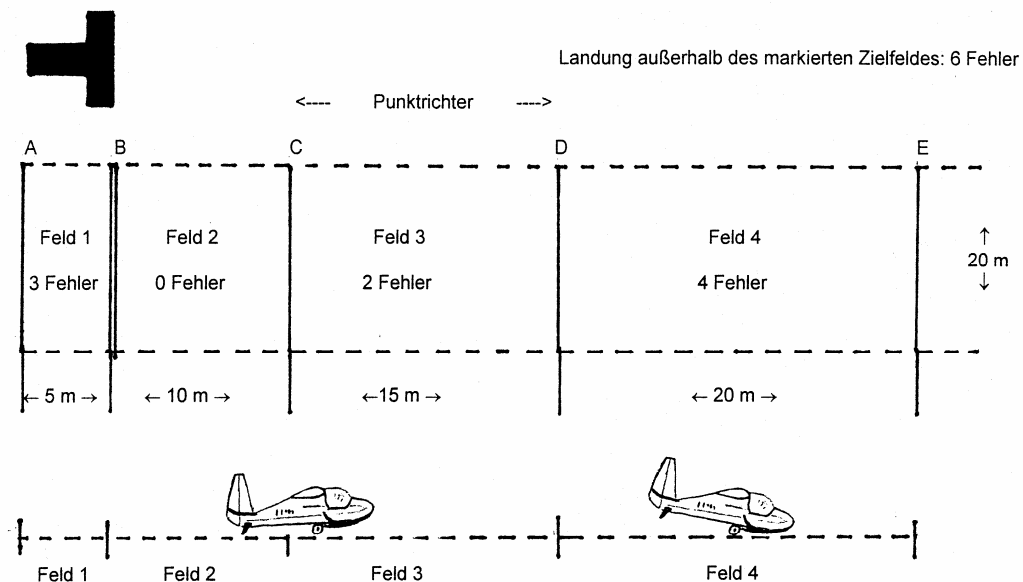 Landung außerhalb des markierten Zielfeldes: 6 Fehler
<---- Punktrichter ---->
A B C D E
Feld 1 Feld 2 Feld 3 Feld 4
3 Fehler 0 Fehler 2 Fehler 4 Fehler
↑
20 m
↓
← 5 m → ← 10 m → ←15 m → ← 20 m →
Feld 1 Feld 2 Feld 3 Feld 4